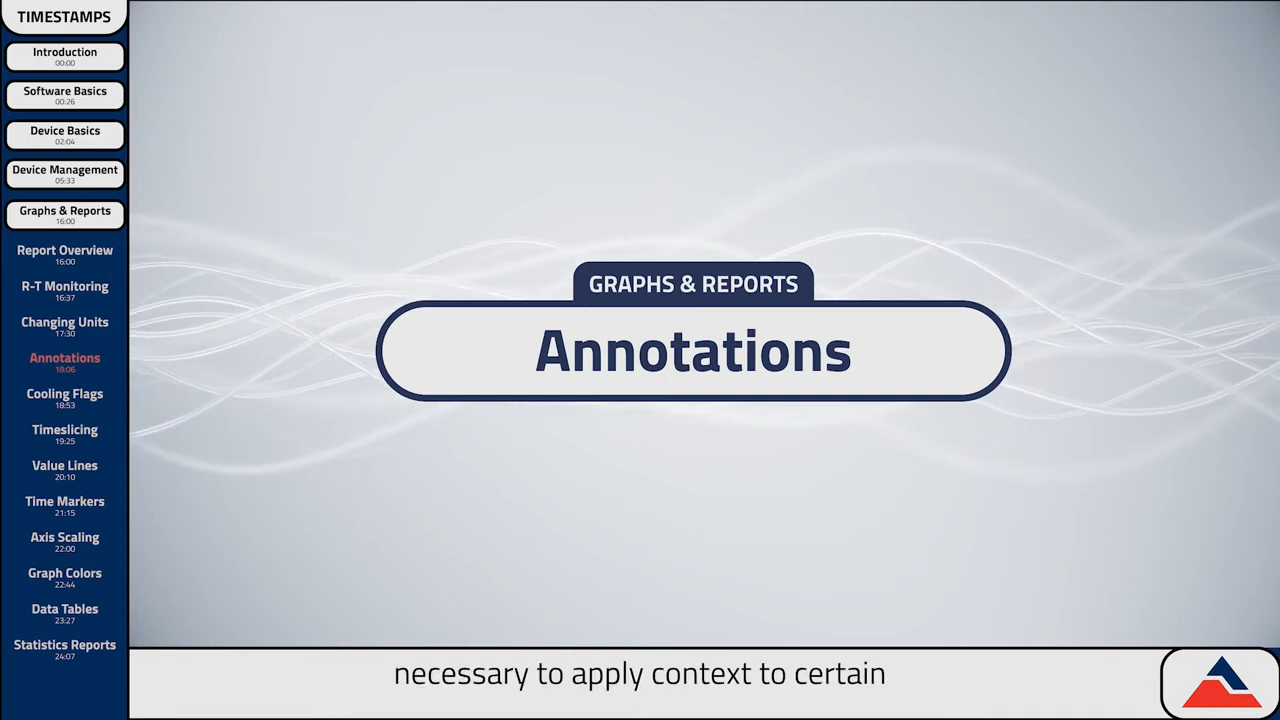 TIMESTAMPS
Introduction
00:00
Software Basics
00:26
Device Basics
02:04
Device Management
05:33
Graphs & Reports
16:00
Report Overview
16:00
R-T Monitoring
16:37
Changing Units
17:30
Annotations
18:06
Cooling Flags
18:53
Timeslicing
19:25
Value Lines
20:10
Time Markers
21:15
Axis Scaling
22:00
Graph Colors
22:44
Data Tables
23:27
Statistics Reports
24:07
GRAPHS & REPORTS
Annotations
necessary to apply context to certain